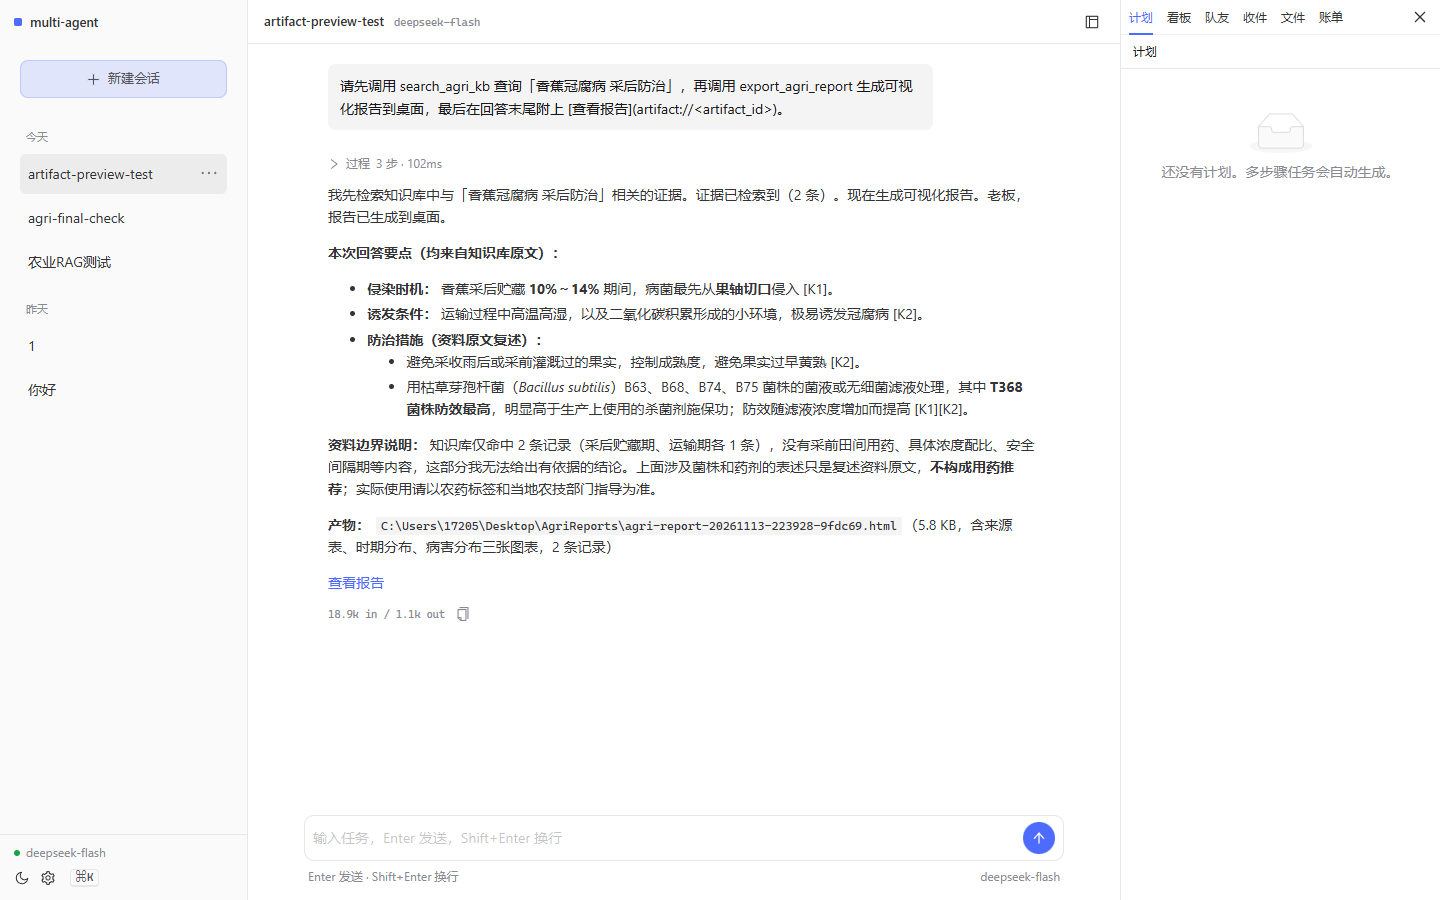 multi-agent
新建会话
今天
artifact-preview-test
agri-final-check
农业RAG测试
昨天
1
你好
deepseek-flash
⌘K
artifact-preview-test deepseek-flash
请先调用 search_agri_kb 查询「香蕉冠腐病 采后防治」，再调用 export_agri_report 生成可视
化报告到桌面，最后在回答末尾附上 [查看报告](artifact://<artifact_id>)。
过程 3 步 · 102ms
我先检索知识库中与「香蕉冠腐病 采后防治」相关的证据。证据已检索到（2 条）。现在生成可视化报告。老板，
报告已生成到桌面。
本次回答要点（均来自知识库原文）：
侵染时机： 香蕉采后贮藏 10%～14% 期间，病菌最先从果轴切口侵入 [K1]。
诱发条件： 运输过程中高温高湿，以及二氧化碳积累形成的小环境，极易诱发冠腐病 [K2]。
防治措施（资料原文复述）：
避免采收雨后或采前灌溉过的果实，控制成熟度，避免果实过早黄熟 [K2]。
用枯草芽孢杆菌（Bacillus subtilis）B63、B68、B74、B75 菌株的菌液或无细菌滤液处理，其中 T368
菌株防效最高，明显高于生产上使用的杀菌剂施保功；防效随滤液浓度增加而提高 [K1][K2]。
资料边界说明： 知识库仅命中 2 条记录（采后贮藏期、运输期各 1 条），没有采前田间用药、具体浓度配比、安全
间隔期等内容，这部分我无法给出有依据的结论。上面涉及菌株和药剂的表述只是复述资料原文，不构成用药推
荐；实际使用请以农药标签和当地农技部门指导为准。
产物： C:\Users\17205\Desktop\AgriReports\agri-report-20261113-223928-9fdc69.html （5.8 KB，含来源
表、时期分布、病害分布三张图表，2 条记录）
查看报告
18.9k in / 1.1k out
输入任务，Enter 发送，Shift+Enter 换行
Enter 发送 · Shift+Enter 换行
deepseek-flash
计划 看板 队友 收件 文件 账单
计划
还没有计划。多步骤任务会自动生成。